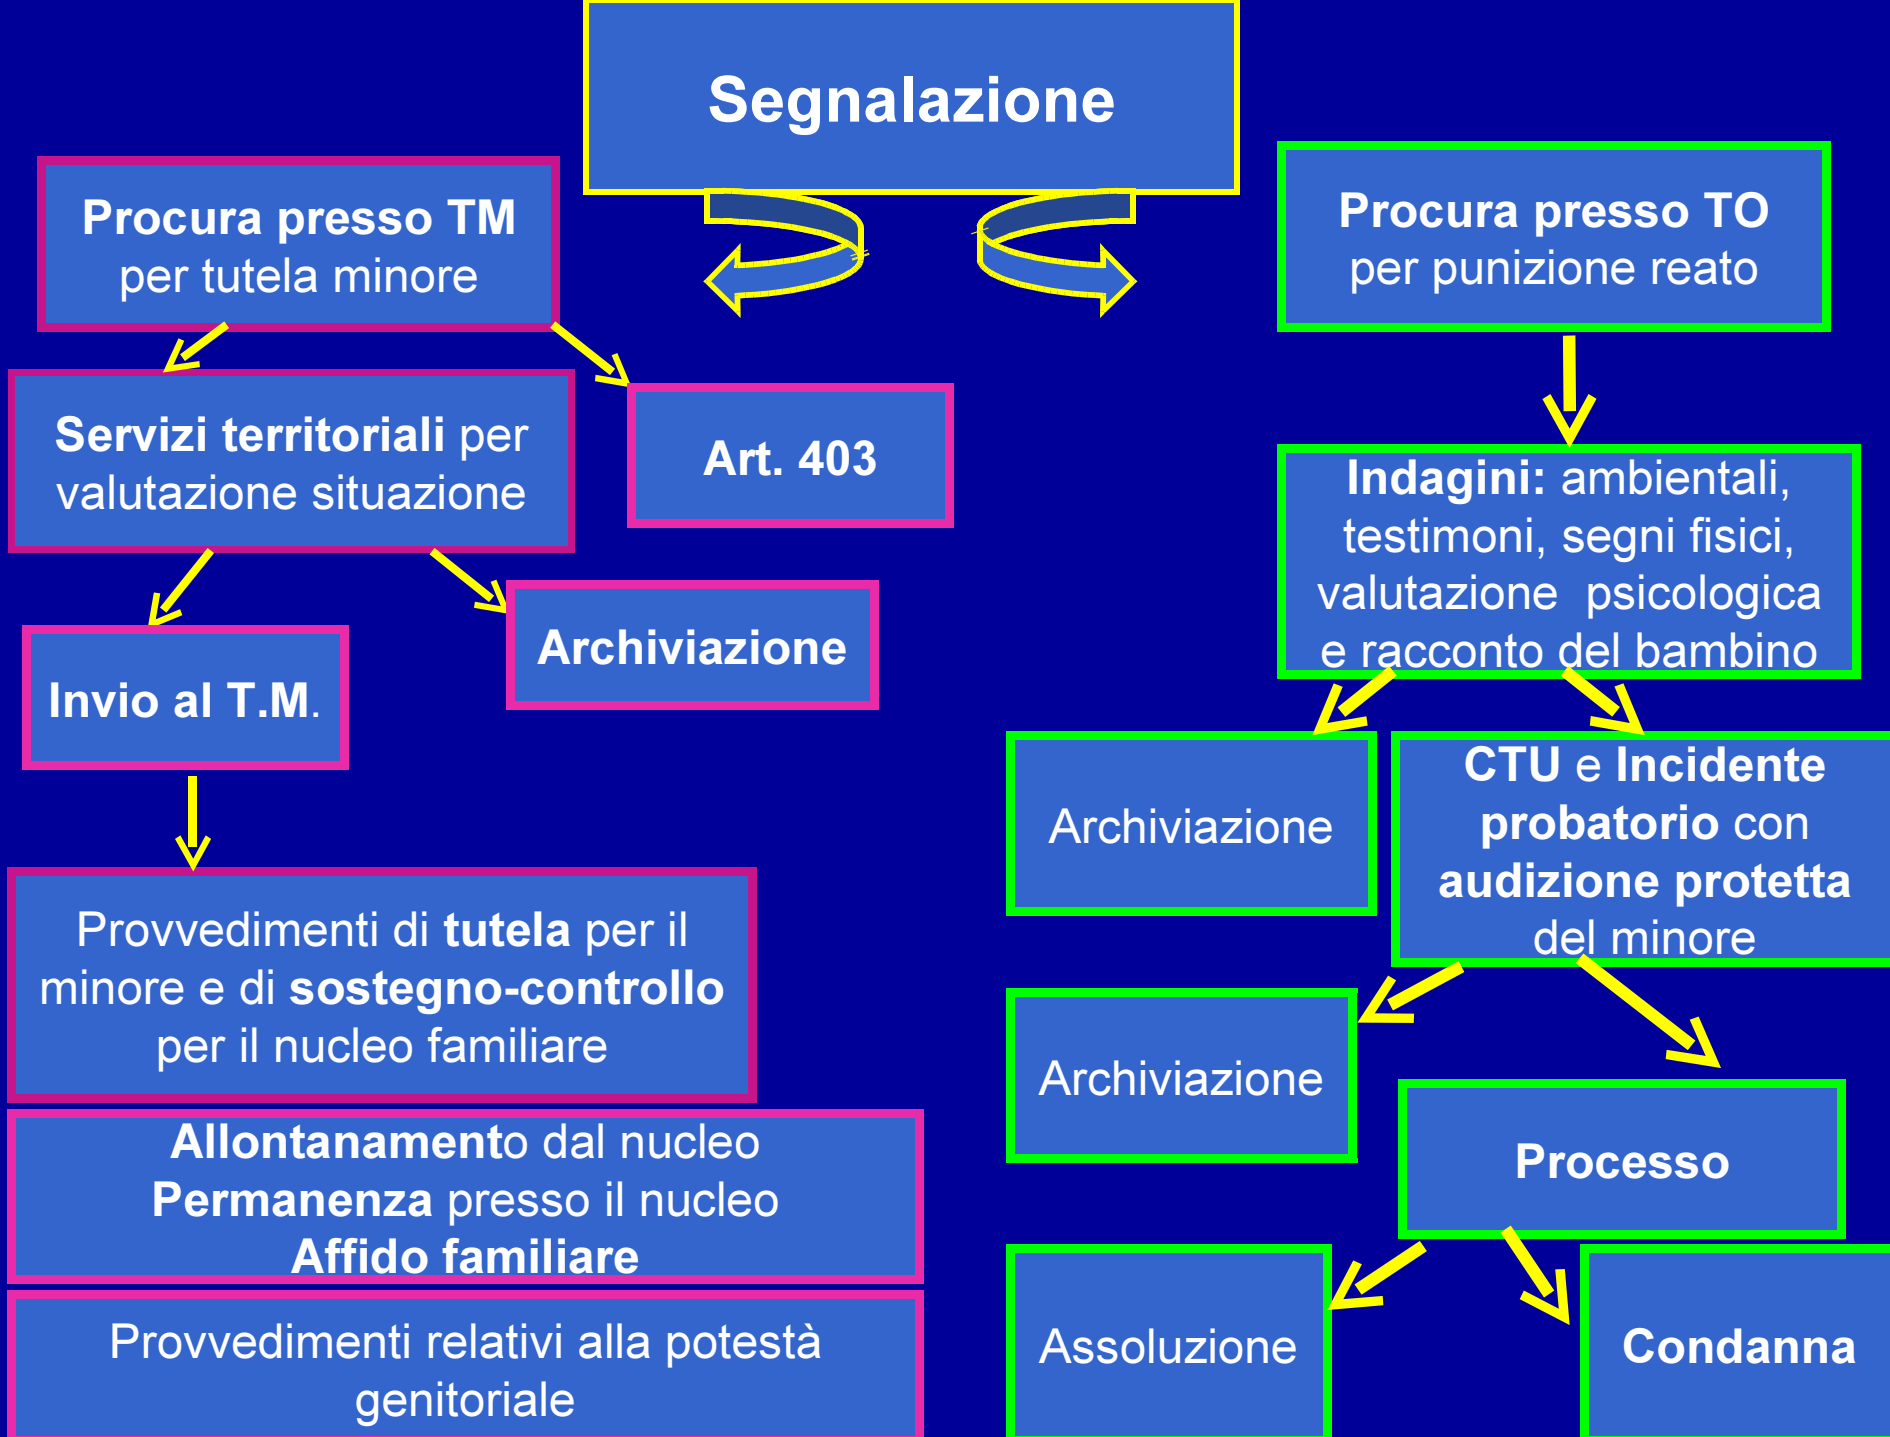 Segnalazione
Procura presso TM
per tutela minore
Servizi territoriali per
valutazione situazione
Art. 403
Archiviazione
Invio al T.M.
Provvedimenti di tutela per il
minore e di sostegno-controllo
per il nucleo familiare
Allontanamento dal nucleo
Permanenza presso il nucleo
Affido familiare
Provvedimenti relativi alla potestà
genitoriale
Procura presso TO
per punizione reato
Indagini: ambientali,
testimoni, segni fisici,
valutazione psicologica
e racconto del bambino
Archiviazione
CTU e Incidente
probatorio con
audizione protetta
del minore
Archiviazione
Processo
Assoluzione
Condanna